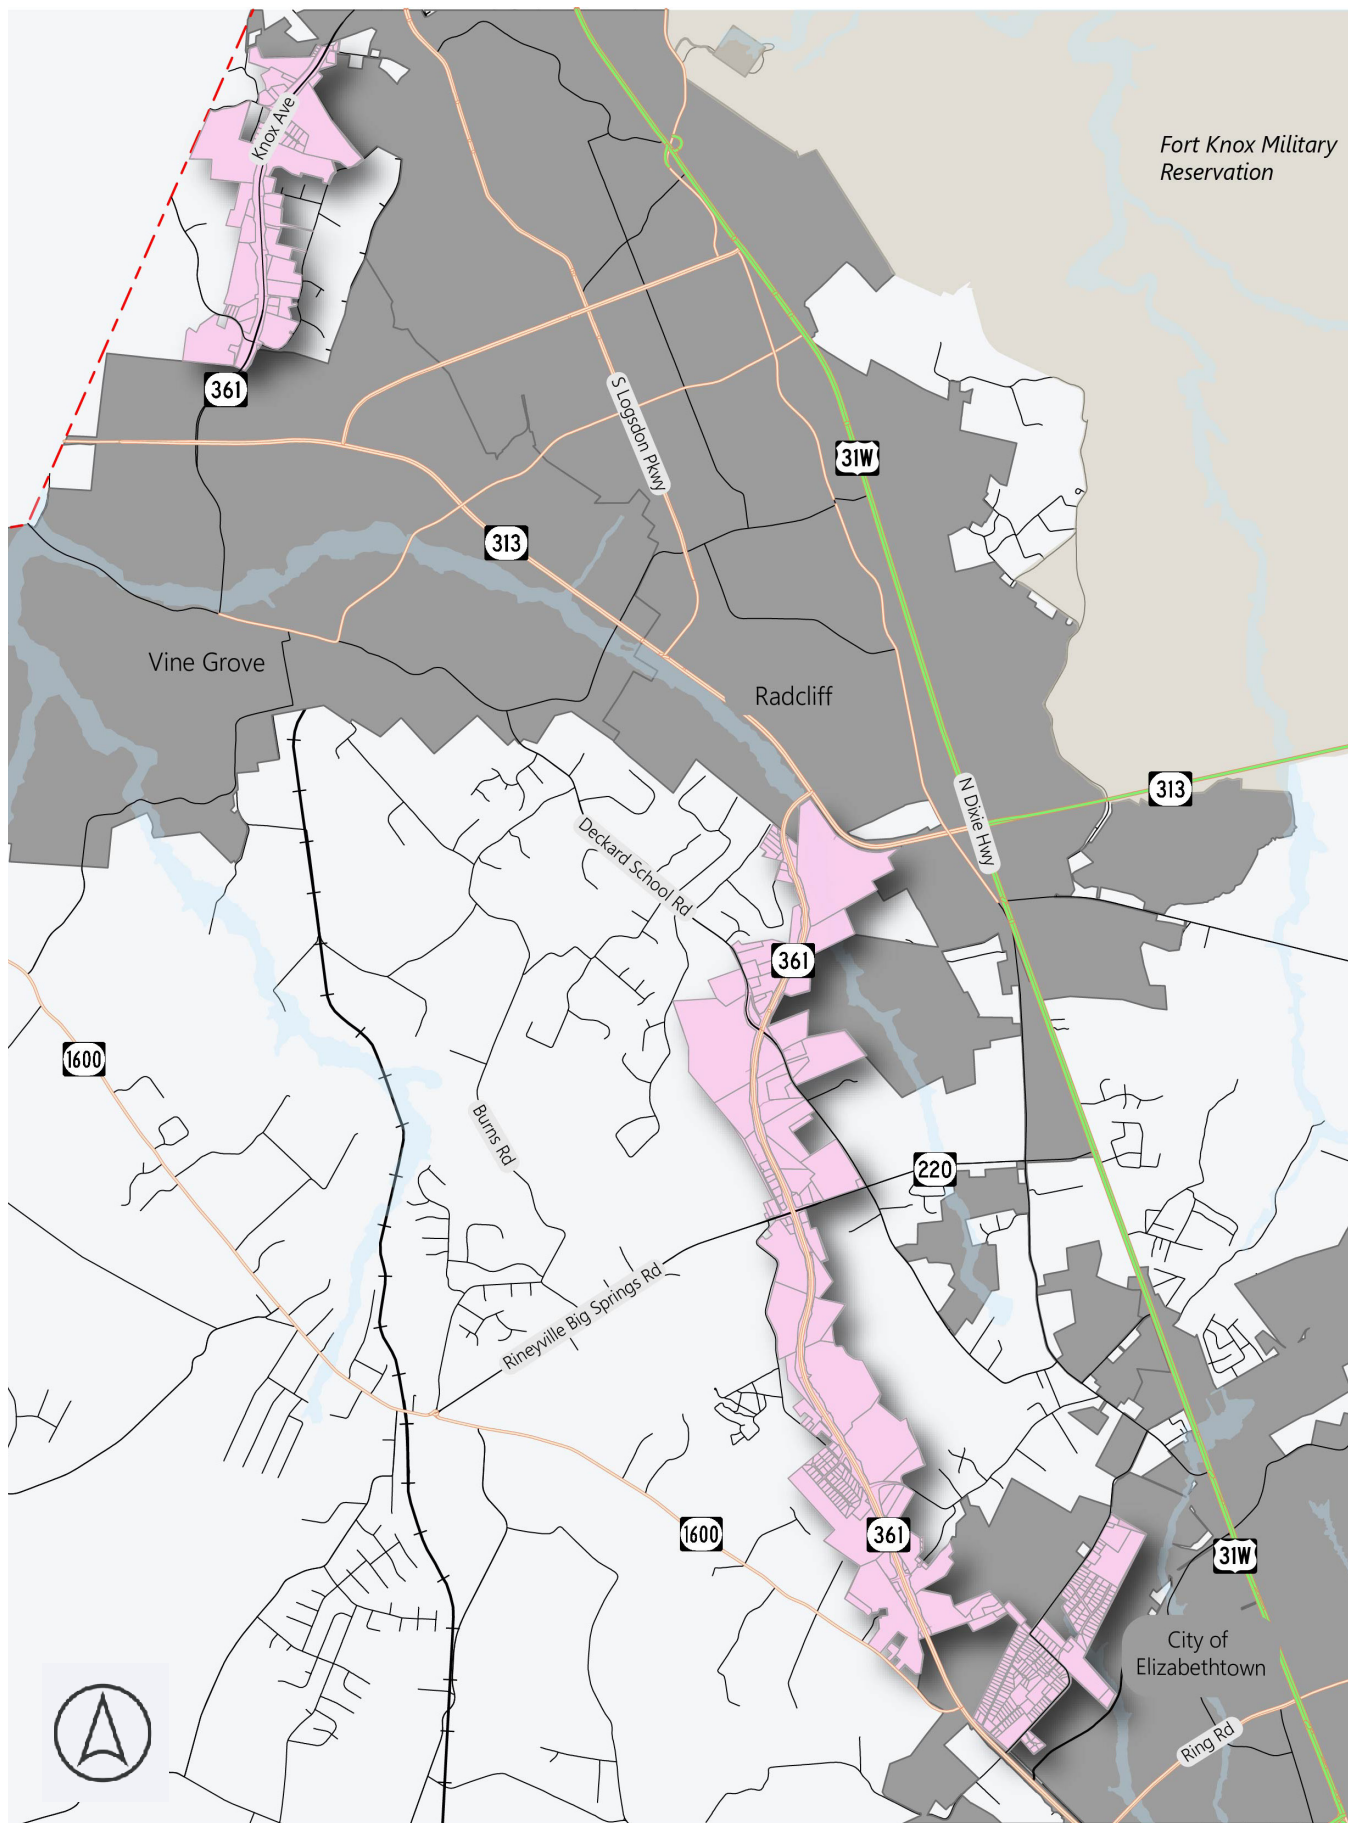 Knox Ave
Fort Knox Military
Reservation
361
S Logsdon Pkwy
31W
313
Vine Grove
Radcliff
313
N Dixie Hwy
Deckard School Rd
361
1600
Burns Rd
220
Rineyville Big Springs Rd
1600
361
31W
City of
Elizabethtown
Ring Rd